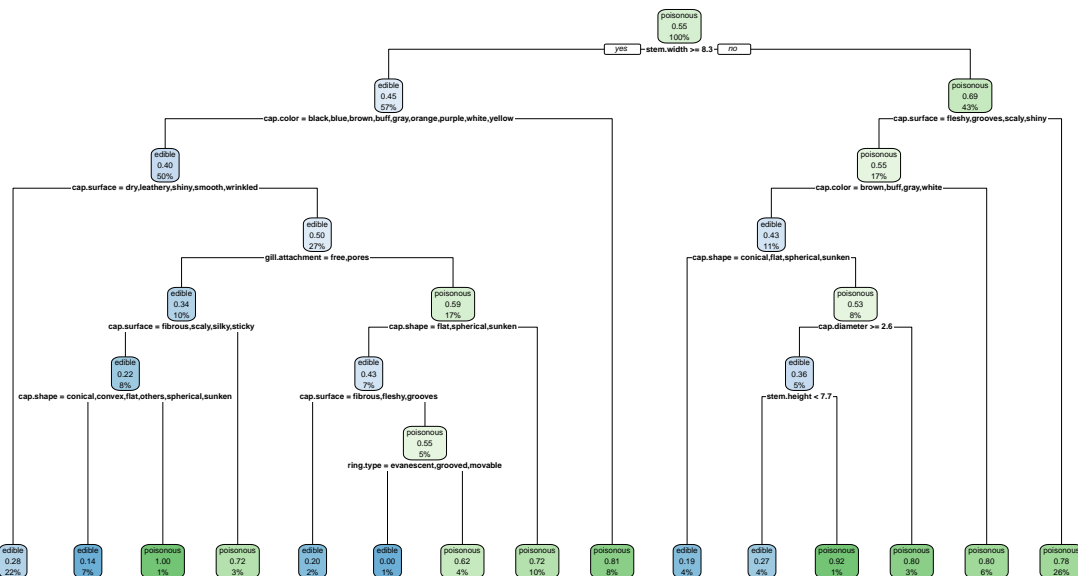 poisonous
0.55
100%
yes stem.width >= 8.3 no
edible
0.45
57%
poisonous
0.69
43%
cap.color = black,blue,brown,buff,gray,orange,purple,white,yellow
cap.surface = fleshy,grooves,scaly,shiny
edible
0.40
50%
poisonous
0.55
17%
cap.surface = dry,leathery,shiny,smooth,wrinkled
cap.color = brown,buff,gray,white
edible
0.50
27%
edible
0.43
11%
gill.attachment = free,pores
cap.shape = conical,flat,spherical,sunken
edible
0.34
10%
poisonous
0.59
17%
poisonous
0.53
8%
cap.surface = fibrous,scaly,silky,sticky
cap.shape = flat,spherical,sunken
cap.diameter >= 2.6
edible
0.22
8%
edible
0.43
7%
edible
0.36
5%
cap.shape = conical,convex,flat,others,spherical,sunken
cap.surface = fibrous,fleshy,grooves
stem.height < 7.7
poisonous
0.55
5%
ring.type = evanescent,grooved,movable
edible
0.28
22%
edible
0.14
7%
poisonous
1.00
1%
poisonous
0.72
3%
edible
0.20
2%
edible
0.00
1%
poisonous
0.62
4%
poisonous
0.72
10%
poisonous
0.81
8%
edible
0.19
4%
edible
0.27
4%
poisonous
0.92
1%
poisonous
0.80
3%
poisonous
0.80
6%
poisonous
0.78
26%